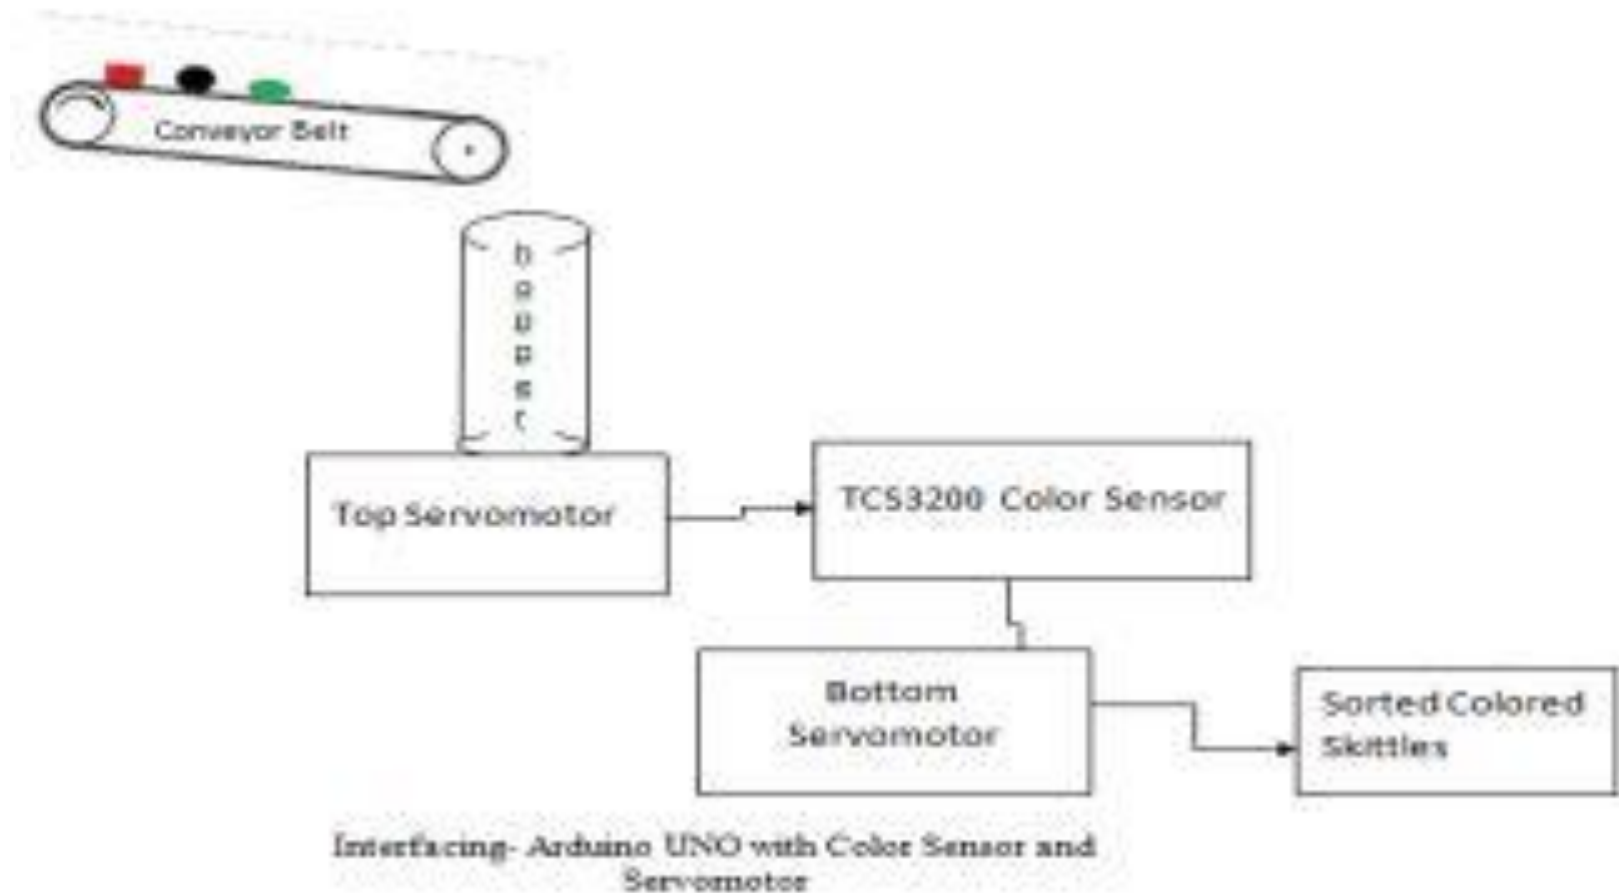 Conveyor Belt
h
o
p
p
e
r
Top Servomotor
TCS3200 Color Sensor
Bottom
Servomotor
Sorted Colored
Skittles
Interfacing- Arduino UNO with Color Sensor and
Servomotor